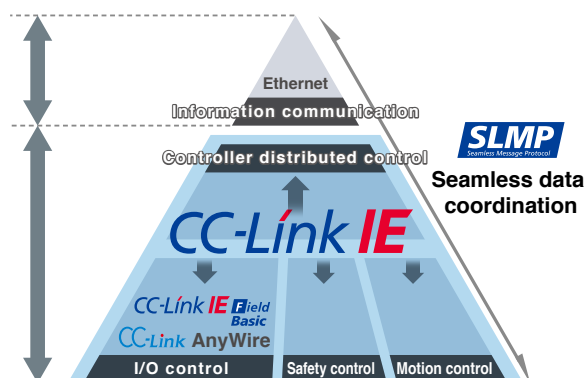 Ethernet
Information communication
Controller distributed control
SLMP
Seamless Message Protocol
Seamless data
coordination
CC-Link IE
CC-Link IE Field
Basic
CC-Link AnyWire
I/O control
Safety control
Motion control